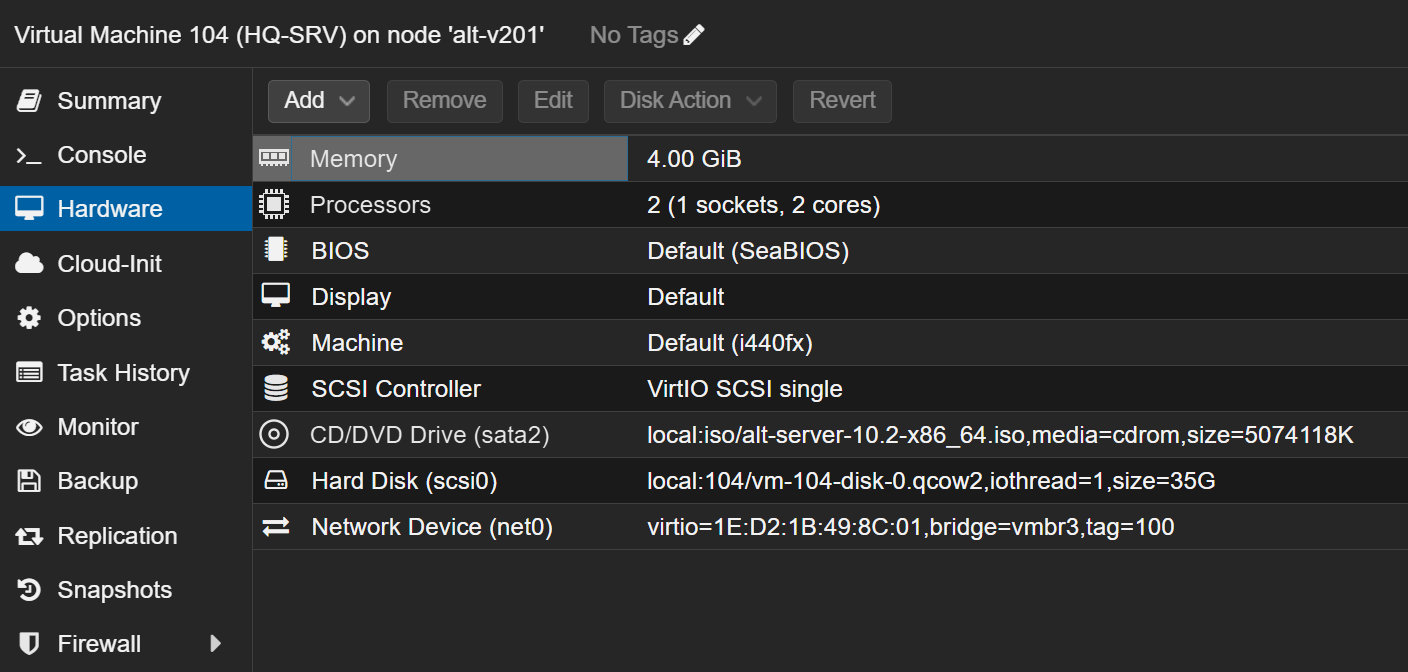 Virtual Machine 104 (HQ-SRV) on node 'alt-v201' No Tags
Summary
Console
Hardware
Cloud-Init
Options
Task History
Monitor
Backup
Replication
Snapshots
Firewall
Add Remove Edit Disk Action Revert
Memory 4.00 GiB
Processors 2 (1 sockets, 2 cores)
BIOS Default (SeaBIOS)
Display Default
Machine Default (i440fx)
SCSI Controller VirtIO SCSI single
CD/DVD Drive (sata2) local:iso/alt-server-10.2-x86_64.iso,media=cdrom,size=5074118K
Hard Disk (scsi0) local:104/vm-104-disk-0.qcow2,iothread=1,size=35G
Network Device (net0) virtio=1E:D2:1B:49:8C:01,bridge=vmbr3,tag=100